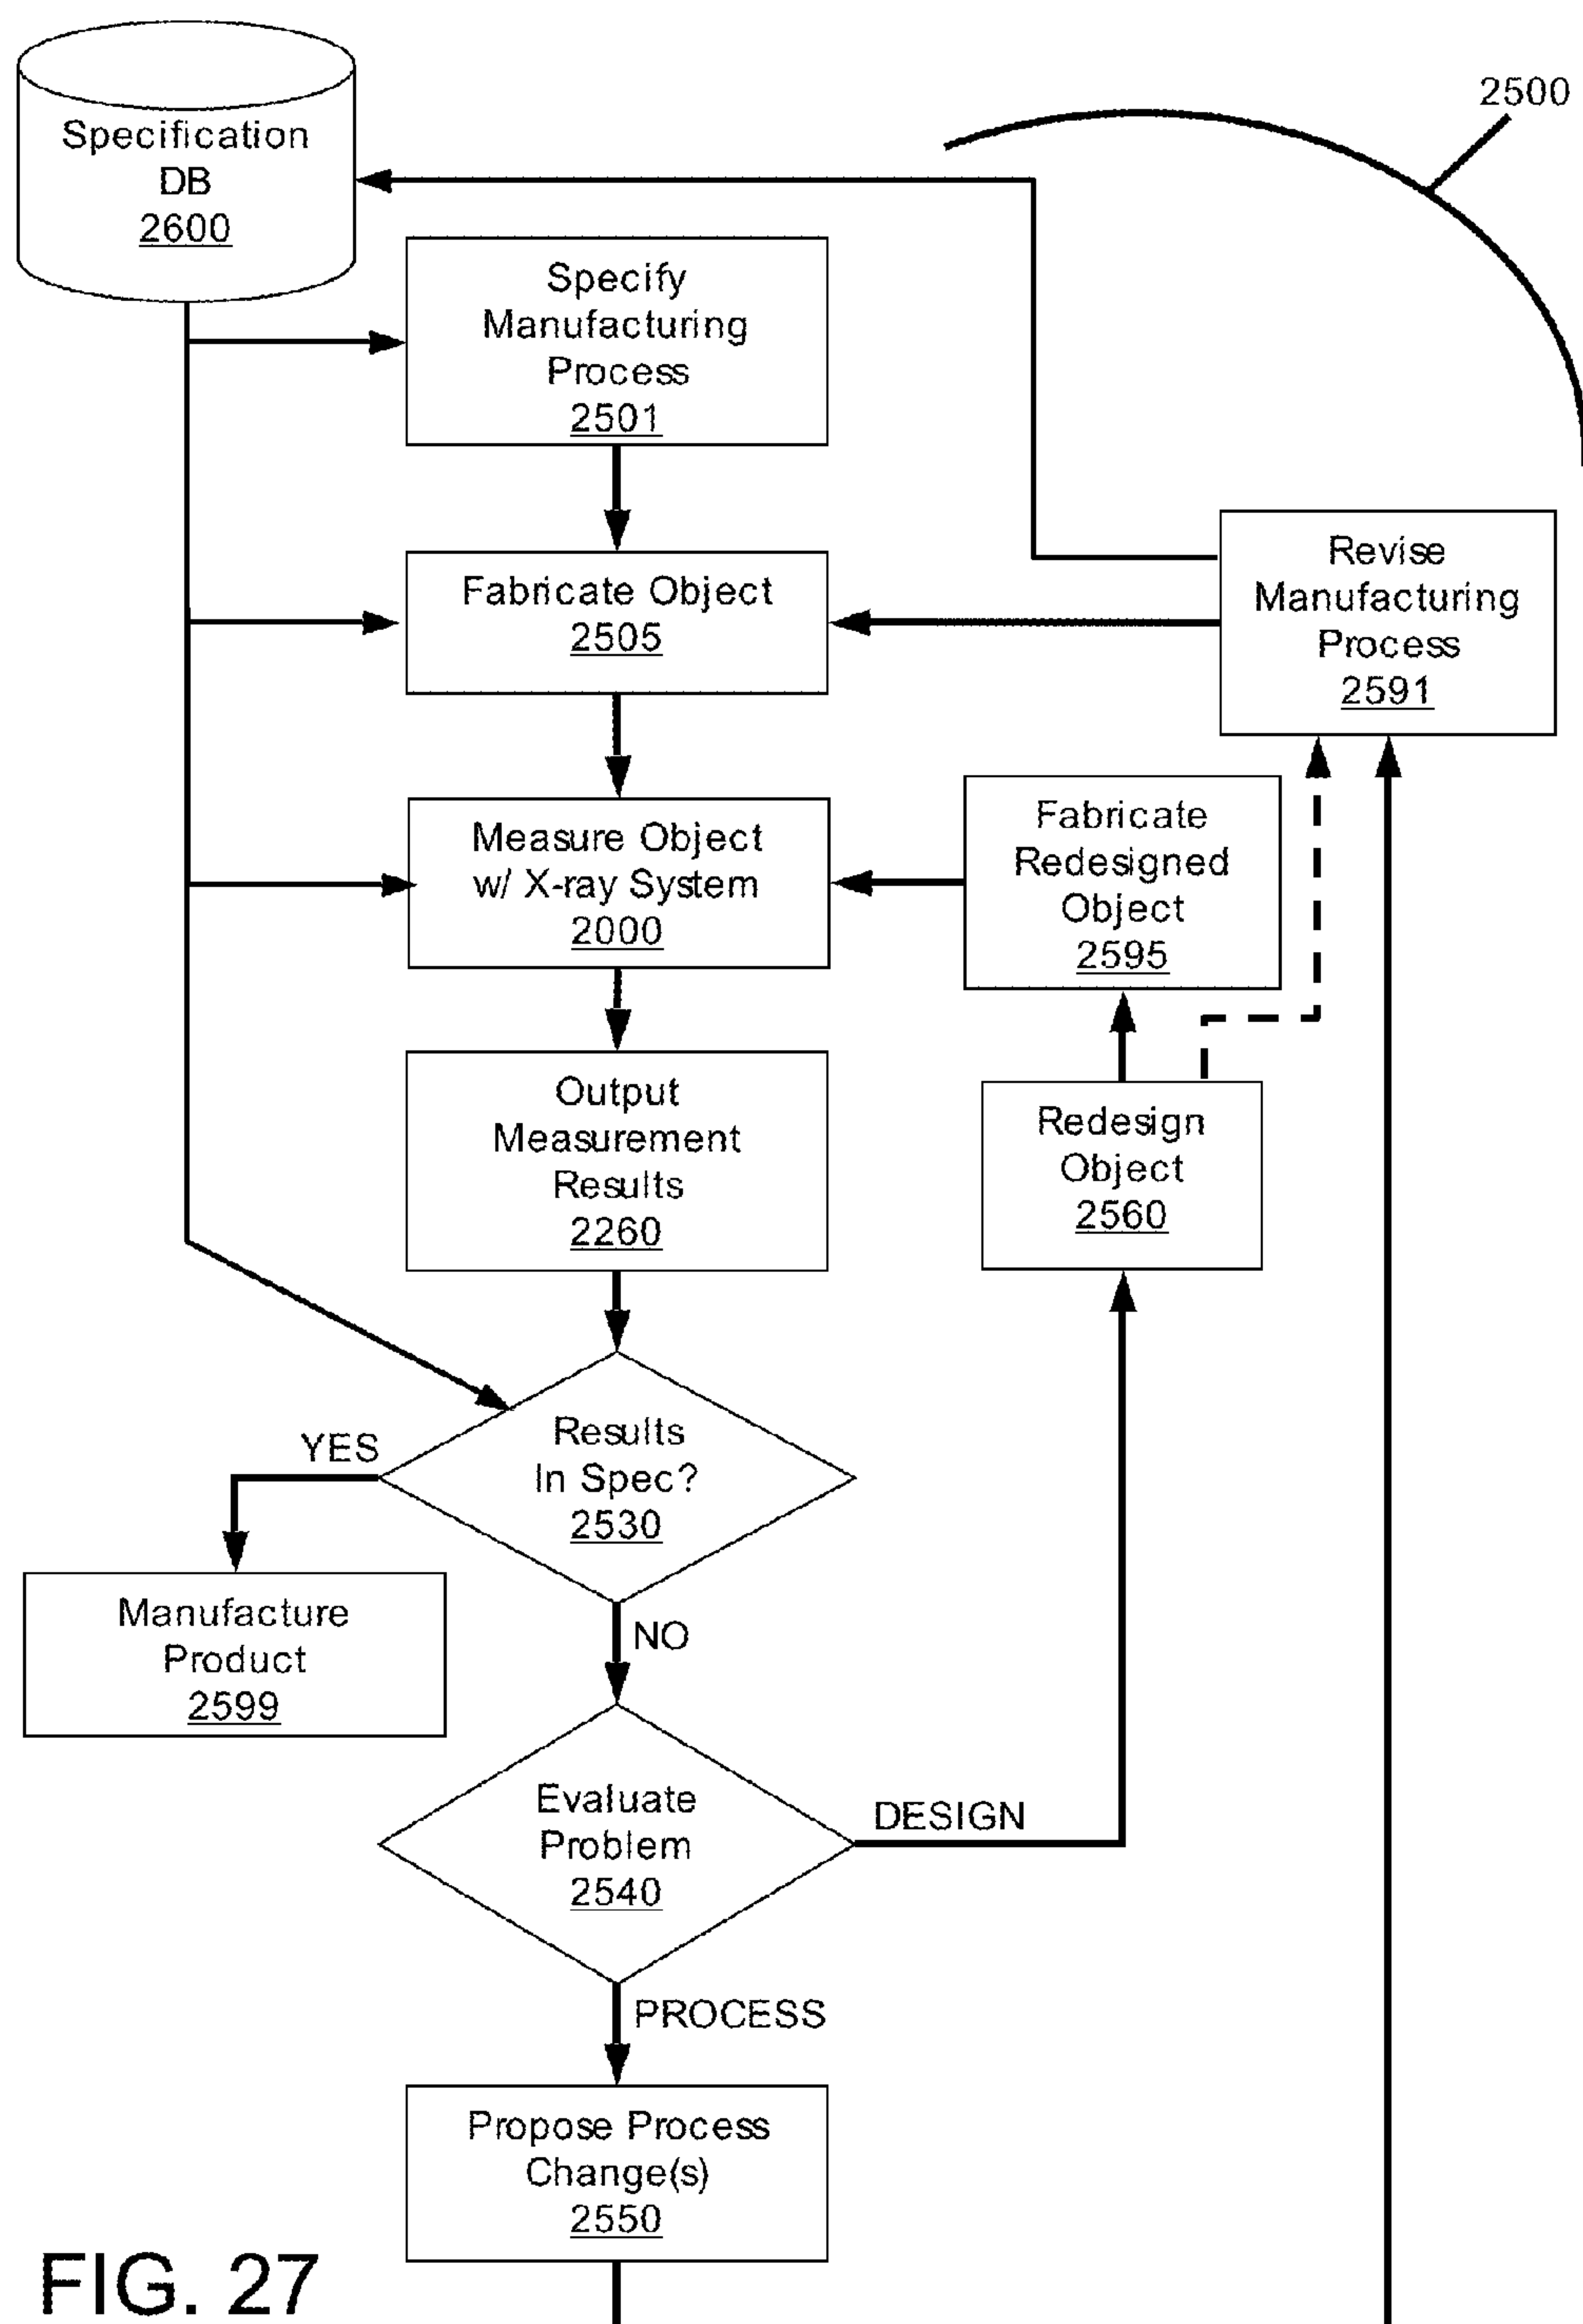 2500
Specification
DB
2600
Specify
Manufacturing
Process
2501
Revise
Manufacturing
Process
2591
Fabricate Object
2505
Fabricate
Redesigned
Object
2595
Measure Object
w/ X-ray System
2000
Output
Measurement
Results
2260
Redesign
Object
2560
Results
In Spec?
2530
YES
NO
Manufacture
Product
2599
Evaluate
Problem
2540
DESIGN
PROCESS
Propose Process
Change(s)
2550
FIG. 27